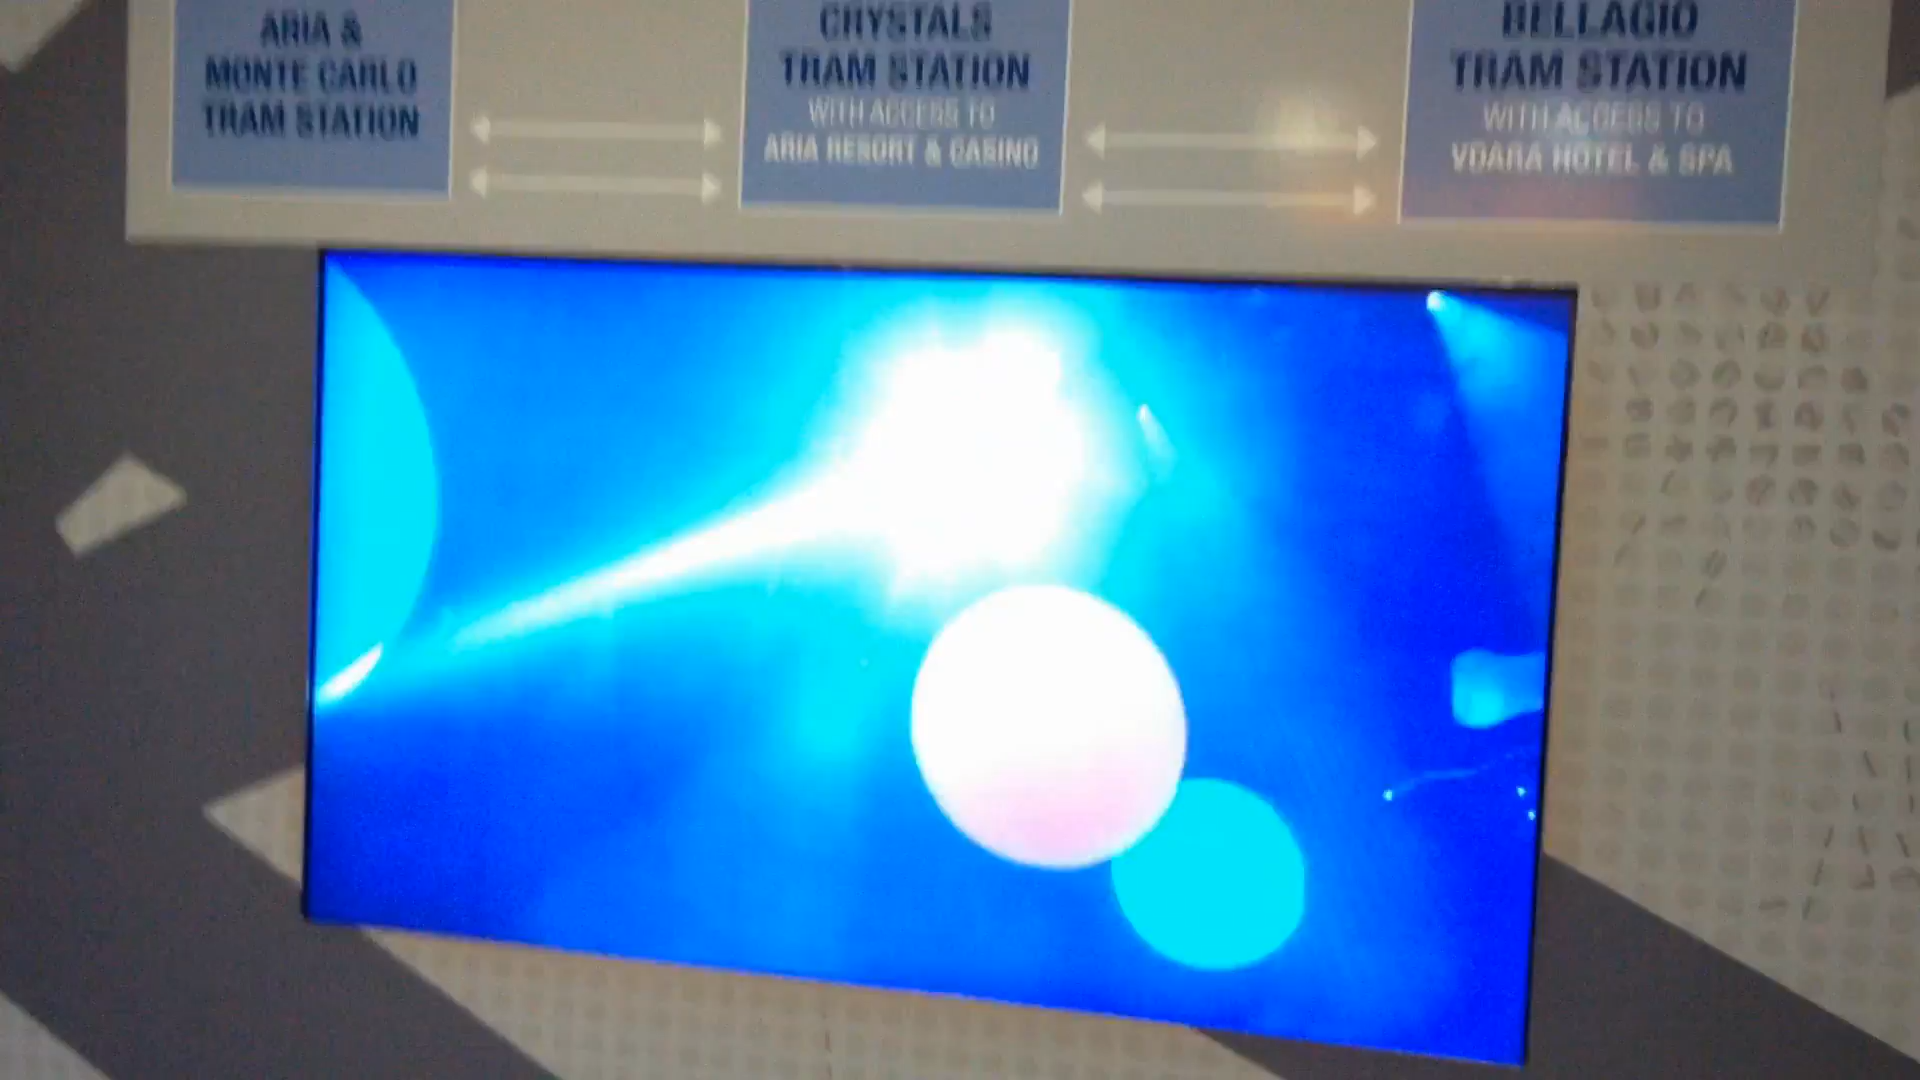 ARIA &
MONTE CARLO
TRAM STATION
CRYSTALS
TRAM STATION
WITH ACCESS TO
ARIA RESORT & CASINO
BELLAGIO
TRAM STATION
WITH ACCESS TO
VDARA HOTEL & SPA